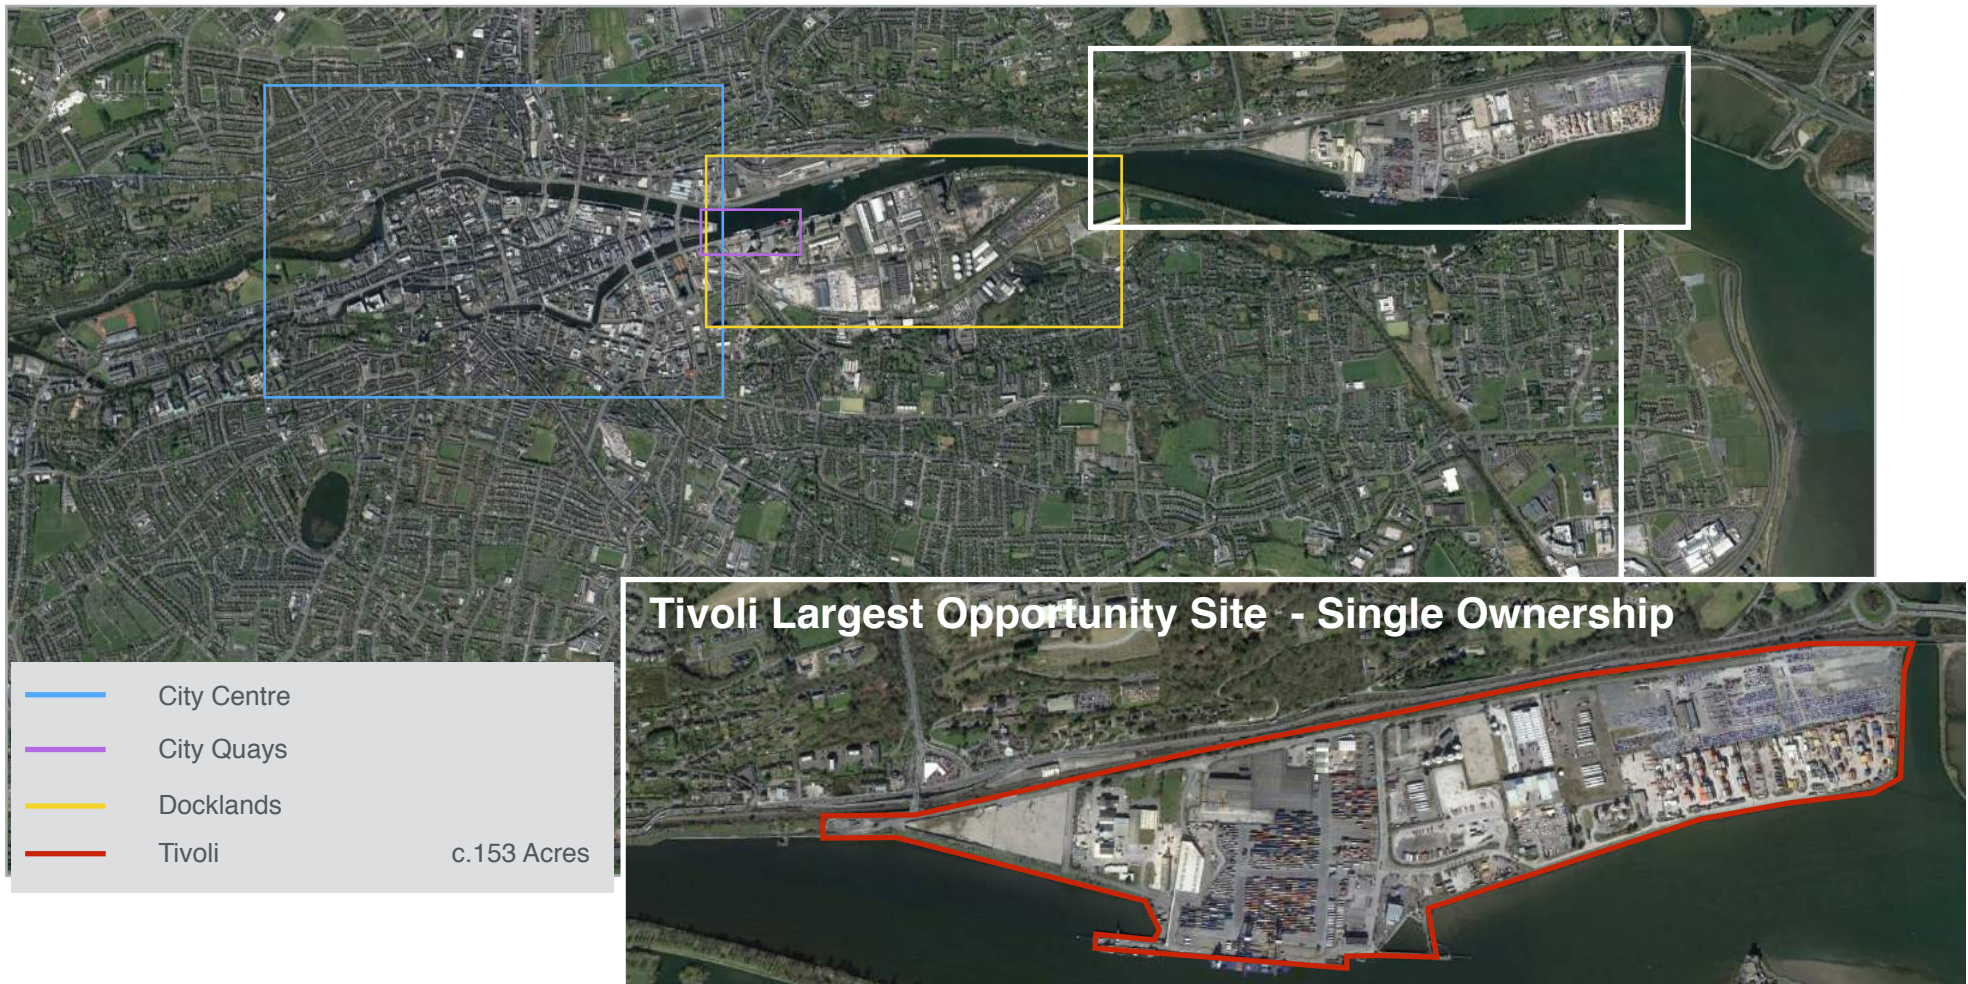 Tivoli Largest Opportunity Site - Single Ownership
City Centre
City Quays
Docklands
Tivoli c.153 Acres